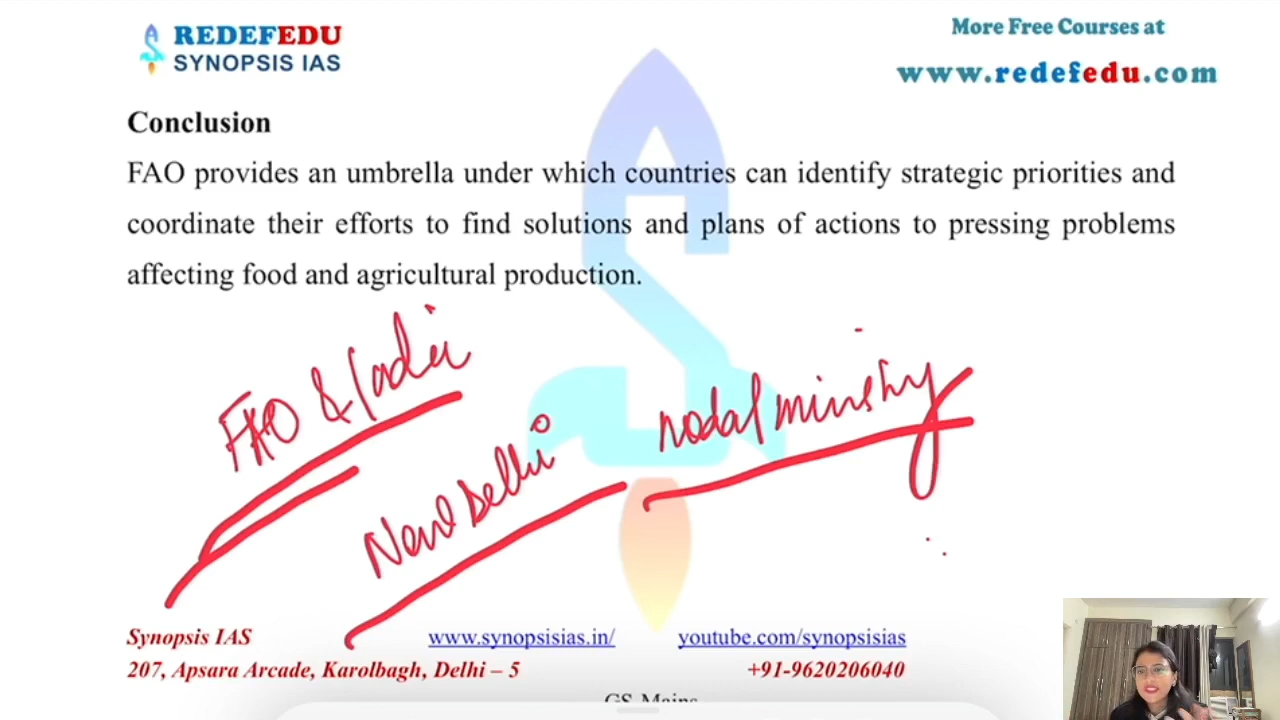 REDEFEDU
SYNOPSIS IAS
More Free Courses at
www.redefedu.com
Conclusion
FAO provides an umbrella under which countries can identify strategic priorities and
coordinate their efforts to find solutions and plans of actions to pressing problems
affecting food and agricultural production.
FAO & India
New Delhi
nodal ministry
Synopsis IAS
www.synopsisias.in/
youtube.com/synopsisias
207, Apsara Arcade, Karolbagh, Delhi – 5
+91-9620206040
GS Mains